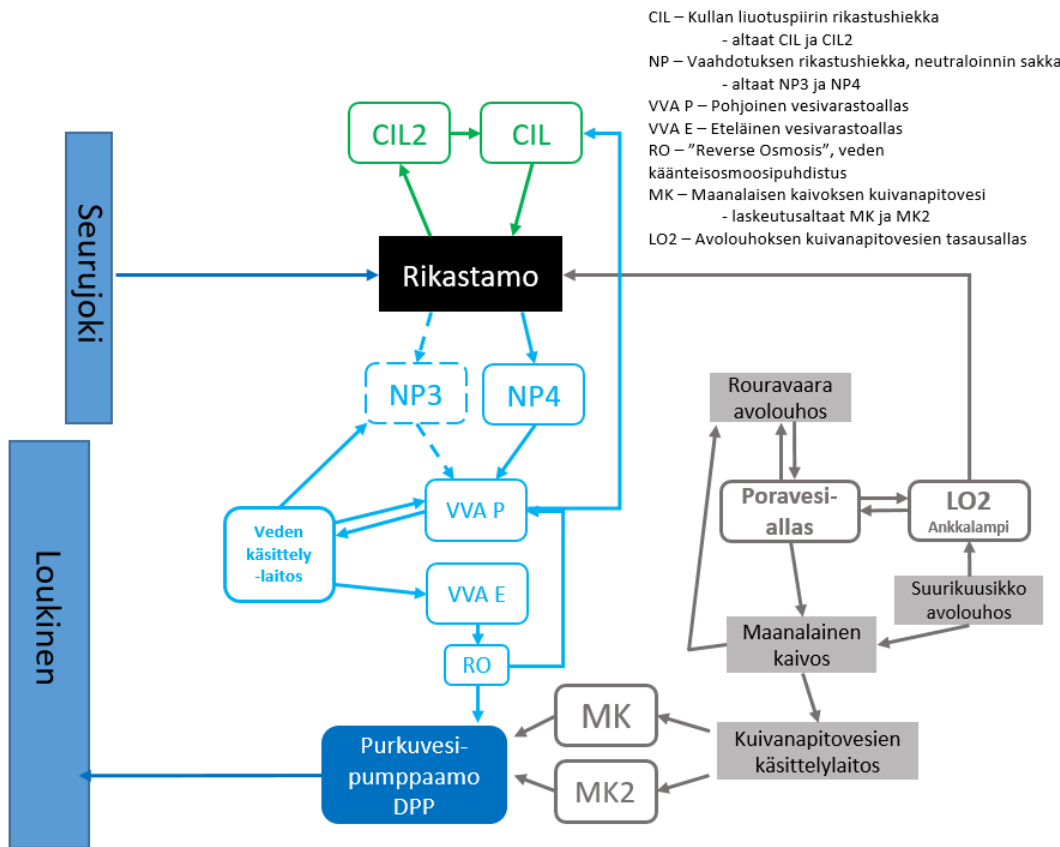 CIL – Kullan liuotuspiirin rikastushiekka
- altaat CIL ja CIL2
NP – Vaahdotuksen rikastushiekka, neutraloinnin sakka
- altaat NP3 ja NP4
VVA P – Pohjoinen vesivarastoallas
VVA E – Eteläinen vesivarastoallas
RO – ”Reverse Osmosis”, veden
käänteisosmoosipuhdistus
MK – Maanalaisen kaivoksen kuivanapitovesi
- laskeutusaltaat MK ja MK2
LO2 – Avolouhoksen kuivanapitovesien tasausallas
CIL2
CIL
Seurujoki
Rikastamo
NP3
NP4
Rouravaara
avolouhos
Poravesi-
allas
LO2
Ankkalampi
VVA P
Veden
käsittely
-laitos
VVA E
Suurikuusikko
avolouhos
Loukinen
RO
Maanalainen
kaivos
MK
Kuivanapitovesien
käsittelylaitos
Purkuvesi-
pumppaamo
DPP
MK2